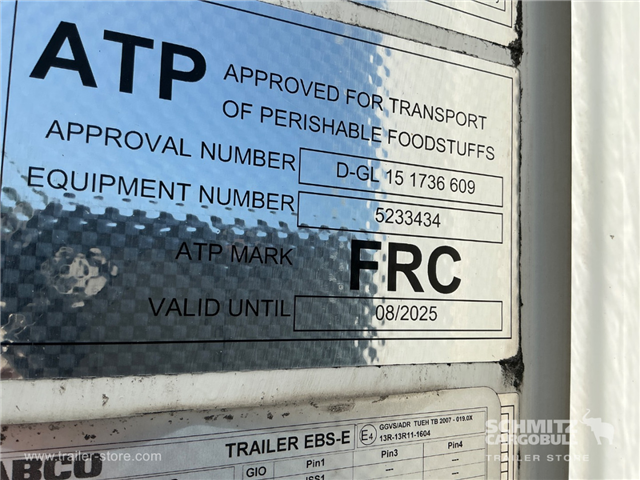 ATP APPROVED FOR TRANSPORT
OF PERISHABLE FOODSTUFFS
APPROVAL NUMBER D-GL 15 1736 609
EQUIPMENT NUMBER 5233434
ATP MARK FRC
VALID UNTIL 08/2025
TRAILER EBS-E E4 GGVS/ADR TUEH TB 2007 - 019.0X
13R-13R11-1604
GIO Pin1 Pin3 Pin4
www.trailer-store.com
SCHMITZ
CARGOBULL
TRAILER STORE